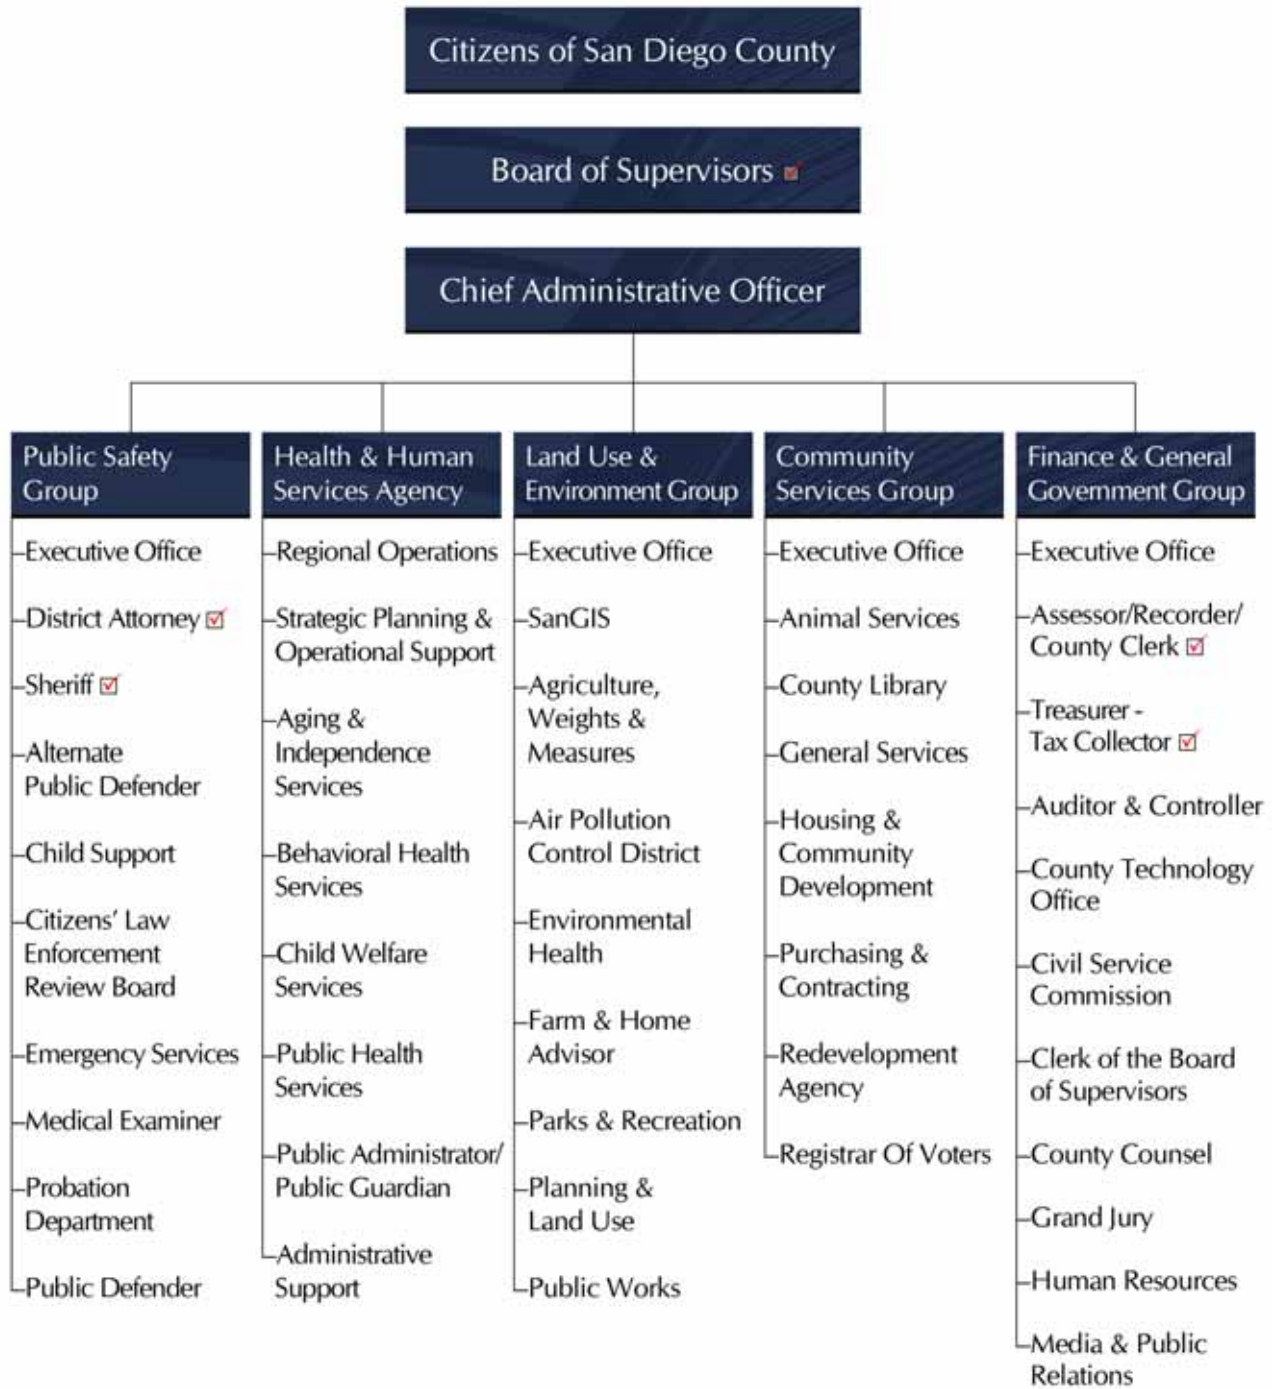 Citizens of San Diego County
Board of Supervisors
Chief Administrative Officer
Public Safety
Group
Executive Office
District Attorney
Sheriff
Alternate
Public Defender
Child Support
Citizens’ Law
Enforcement
Review Board
Emergency Services
Medical Examiner
Probation
Department
Public Defender
Health & Human
Services Agency
Regional Operations
Strategic Planning &
Operational Support
Aging &
Independence
Services
Behavioral Health
Services
Child Welfare
Services
Public Health
Services
Public Administrator/
Public Guardian
Administrative
Support
Land Use &
Environment Group
Executive Office
SanGIS
Agriculture,
Weights &
Measures
Air Pollution
Control District
Environmental
Health
Farm & Home
Advisor
Parks & Recreation
Planning &
Land Use
Public Works
Community
Services Group
Executive Office
Animal Services
County Library
General Services
Housing &
Community
Development
Purchasing &
Contracting
Redevelopment
Agency
Registrar Of Voters
Finance & General
Government Group
Executive Office
Assessor/Recorder/
County Clerk
Treasurer -
Tax Collector
Auditor & Controller
County Technology
Office
Civil Service
Commission
Clerk of the Board
of Supervisors
County Counsel
Grand Jury
Human Resources
Media & Public
Relations